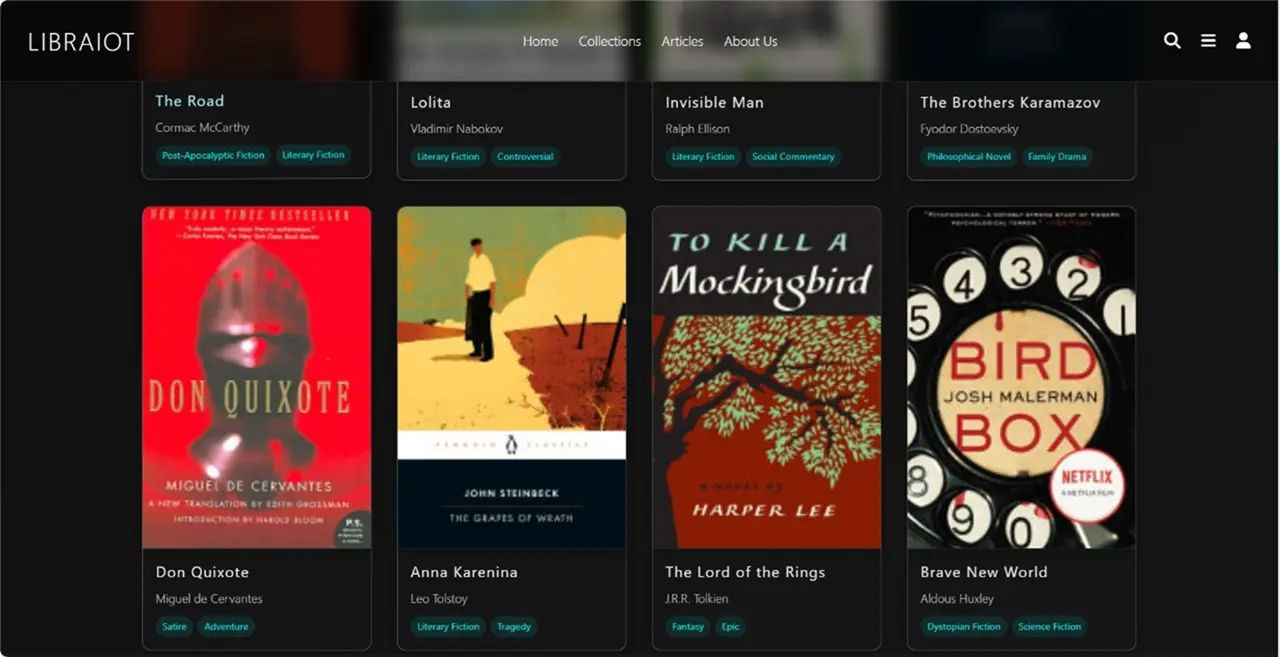 LIBRAIOT
Home Collections Articles About Us
The Road
Cormac McCarthy
Post-Apocalyptic Fiction Literary Fiction
Lolita
Vladimir Nabokov
Literary Fiction Controversial
Invisible Man
Ralph Ellison
Literary Fiction Social Commentary
The Brothers Karamazov
Fyodor Dostoevsky
Philosophical Novel Family Drama
NEW YORK TIMES BESTSELLER
DON QUIXOTE
MIGUEL DE CERVANTES
A NEW TRANSLATION BY EDITH GROSSMAN
INTRODUCTION BY HAROLD BLOOM
P.S.
Don Quixote
Miguel de Cervantes
Satire Adventure
PENGUIN CLASSICS
JOHN STEINBECK
THE GRAPES OF WRATH
Anna Karenina
Leo Tolstoy
Literary Fiction Tragedy
TO KILL A
Mockingbird
a novel by
HARPER LEE
The Lord of the Rings
J.R.R. Tolkien
Fantasy Epic
5 4 3 2 1
BIRD
JOSH MALERMAN
BOX
NETFLIX
A NETFLIX FILM
8 9 0
Brave New World
Aldous Huxley
Dystopian Fiction Science Fiction